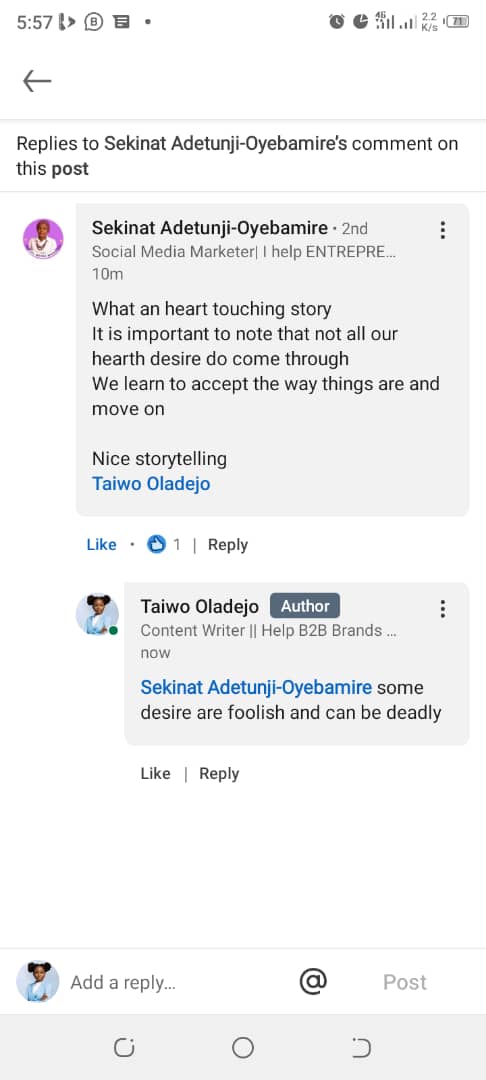 5:57
4G
2.2
K/s
71
Replies to Sekinat Adetunji-Oyebamire's comment on
this post
Sekinat Adetunji-Oyebamire • 2nd
Social Media Marketer| I help ENTREPRE...
10m
What an heart touching story
It is important to note that not all our
hearth desire do come through
We learn to accept the way things are and
move on
Nice storytelling
Taiwo Oladejo
Like • 1 | Reply
Taiwo Oladejo Author
Content Writer || Help B2B Brands ...
now
Sekinat Adetunji-Oyebamire some
desire are foolish and can be deadly
Like | Reply
Add a reply... @ Post